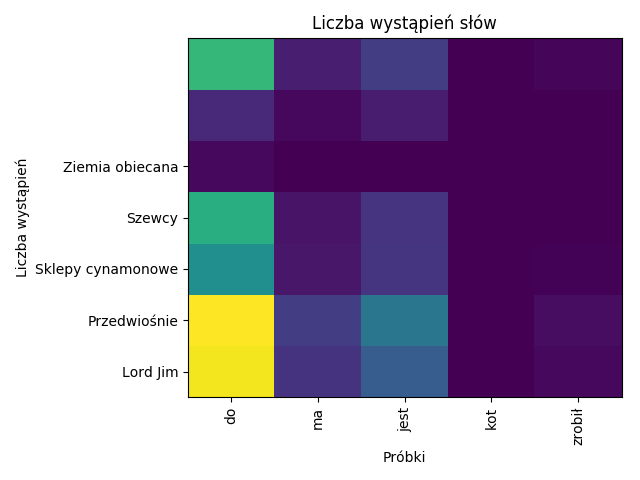 Liczba wystąpień słów
Liczba wystąpień
Ziemia obiecana
Szewcy
Sklepy cynamonowe
Przedwiośnie
Lord Jim
do
ma
jest
kot
zrobił
Próbki